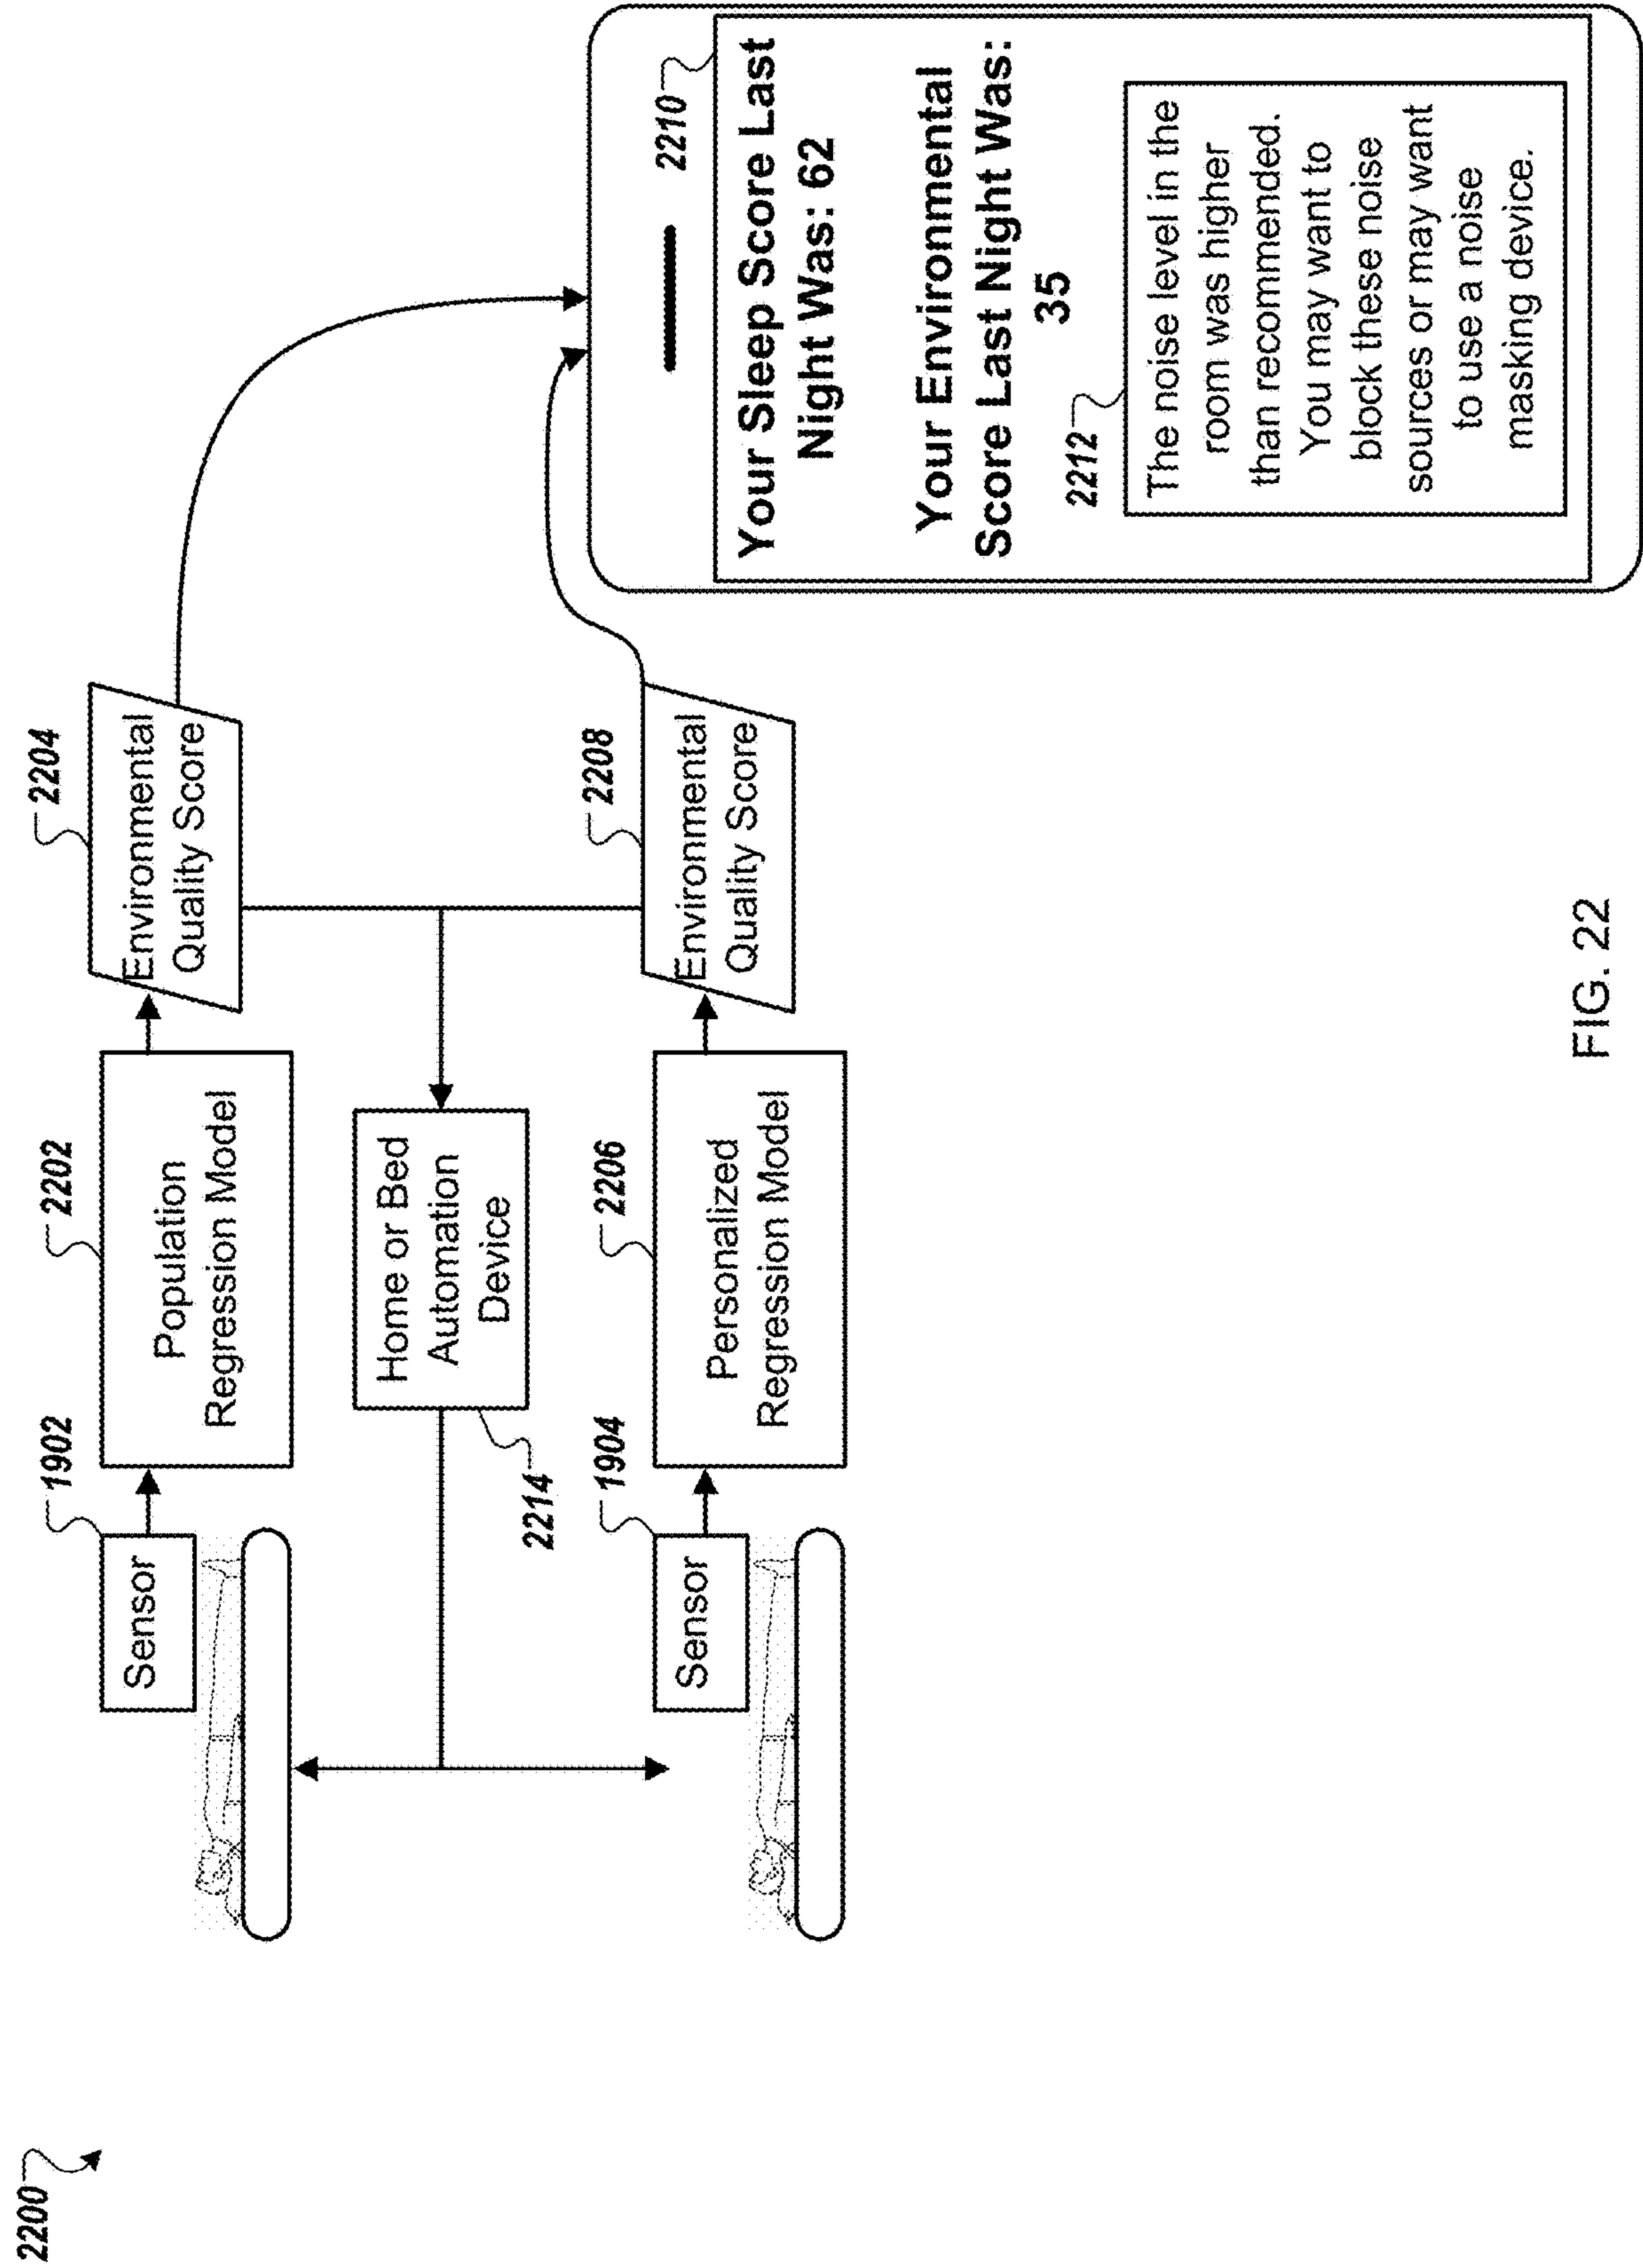 2200
1902
Sensor
2202
Population
Regression Model
2204
Environmental
Quality Score
2214
Home or Bed
Automation
Device
1904
Sensor
2206
Personalized
Regression Model
2208
Environmental
Quality Score
2210
Your Sleep Score Last
Night Was: 62
Your Environmental
Score Last Night Was:
35
2212
The noise level in the
room was higher
than recommended.
You may want to
block these noise
sources or may want
to use a noise
masking device.
FIG. 22